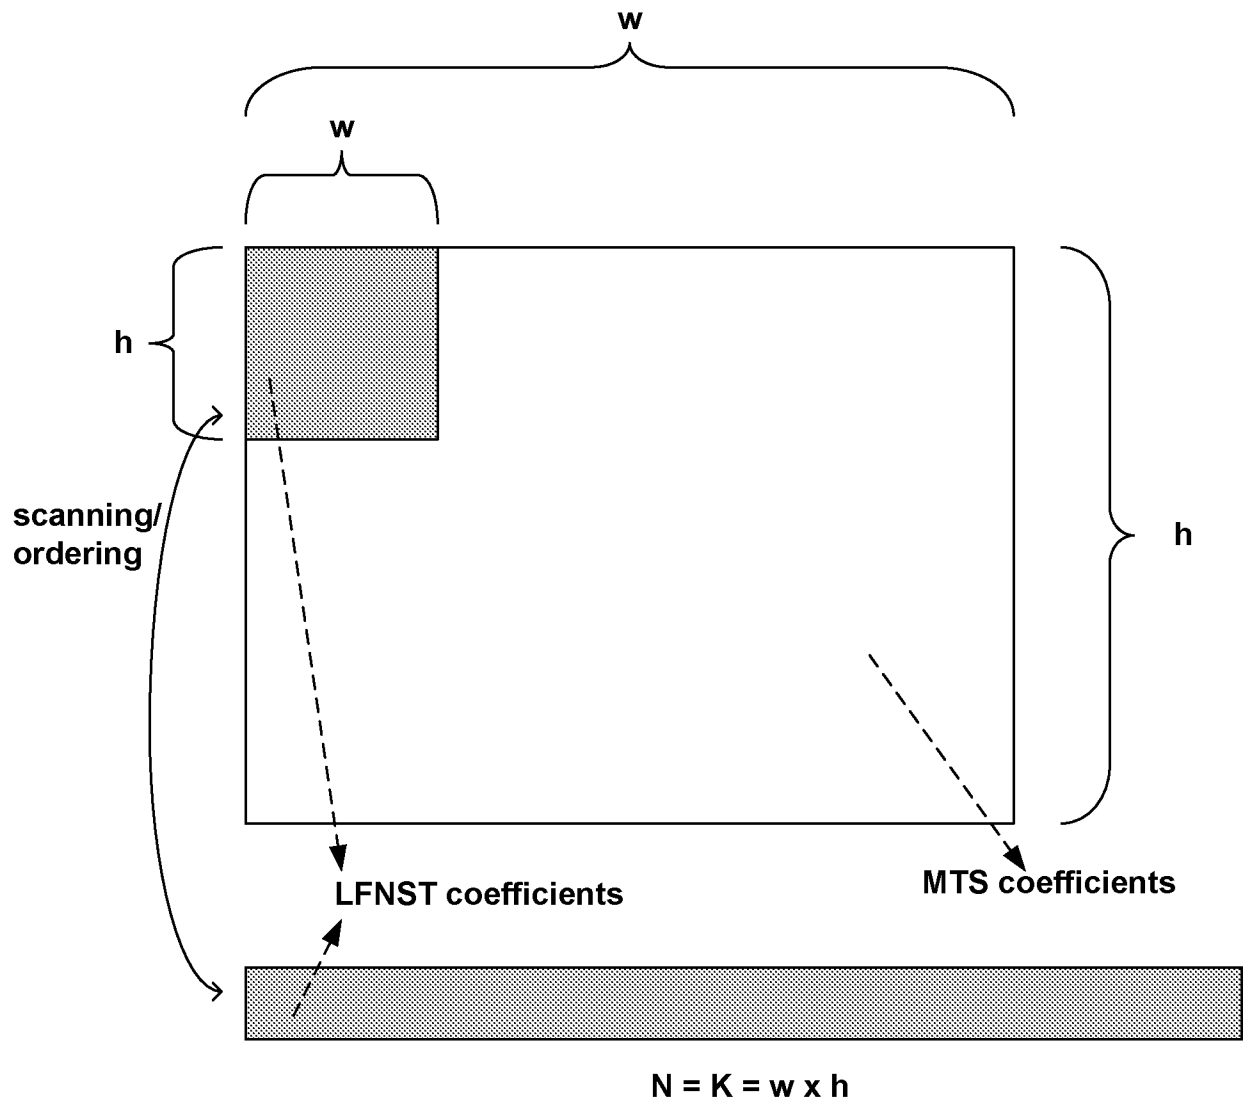 w
w
h
scanning/
ordering
h
LFNST coefficients
MTS coefficients
N = K = w x h